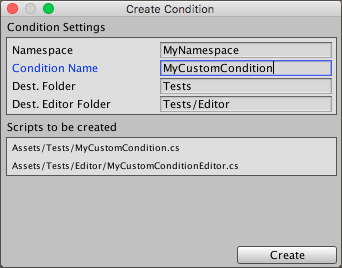 Create Condition
Condition Settings
Namespace MyNamespace
Condition Name MyCustomCondition
Dest. Folder Tests
Dest. Editor Folder Tests/Editor
Scripts to be created
Assets/Tests/MyCustomCondition.cs
Assets/Tests/Editor/MyCustomConditionEditor.cs
Create